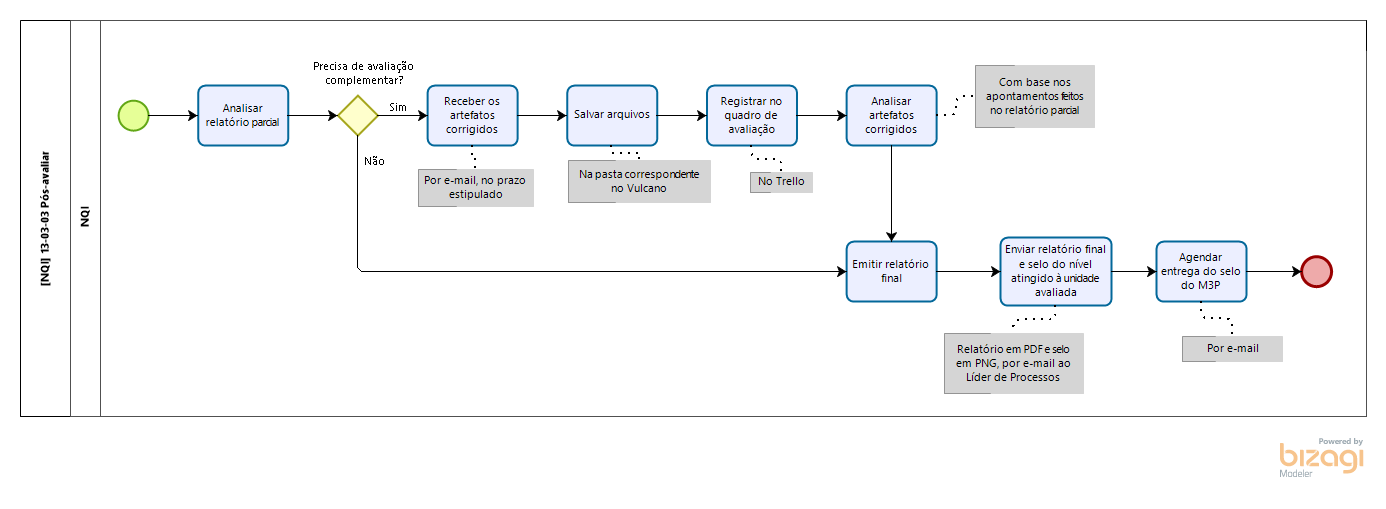 [NQI] 13-03-03 Pós-avaliar
NQI
Analisar
relatório parcial
Precisa de avaliação
complementar?
Sim
Não
Receber os
artefatos
corrigidos
Por e-mail, no prazo
estipulado
Salvar arquivos
Na pasta correspondente
no Vulcano
Registrar no
quadro de
avaliação
No Trello
Analisar
artefatos
corrigidos
Com base nos
apontamentos feitos
no relatório parcial
Emitir relatório
final
Enviar relatório final
e selo do nível
atingido à unidade
avaliada
Relatório em PDF e selo
em PNG, por e-mail ao
Líder de Processos
Agendar
entrega do selo
do M3P
Por e-mail
Powered by
bizagi
Modeler